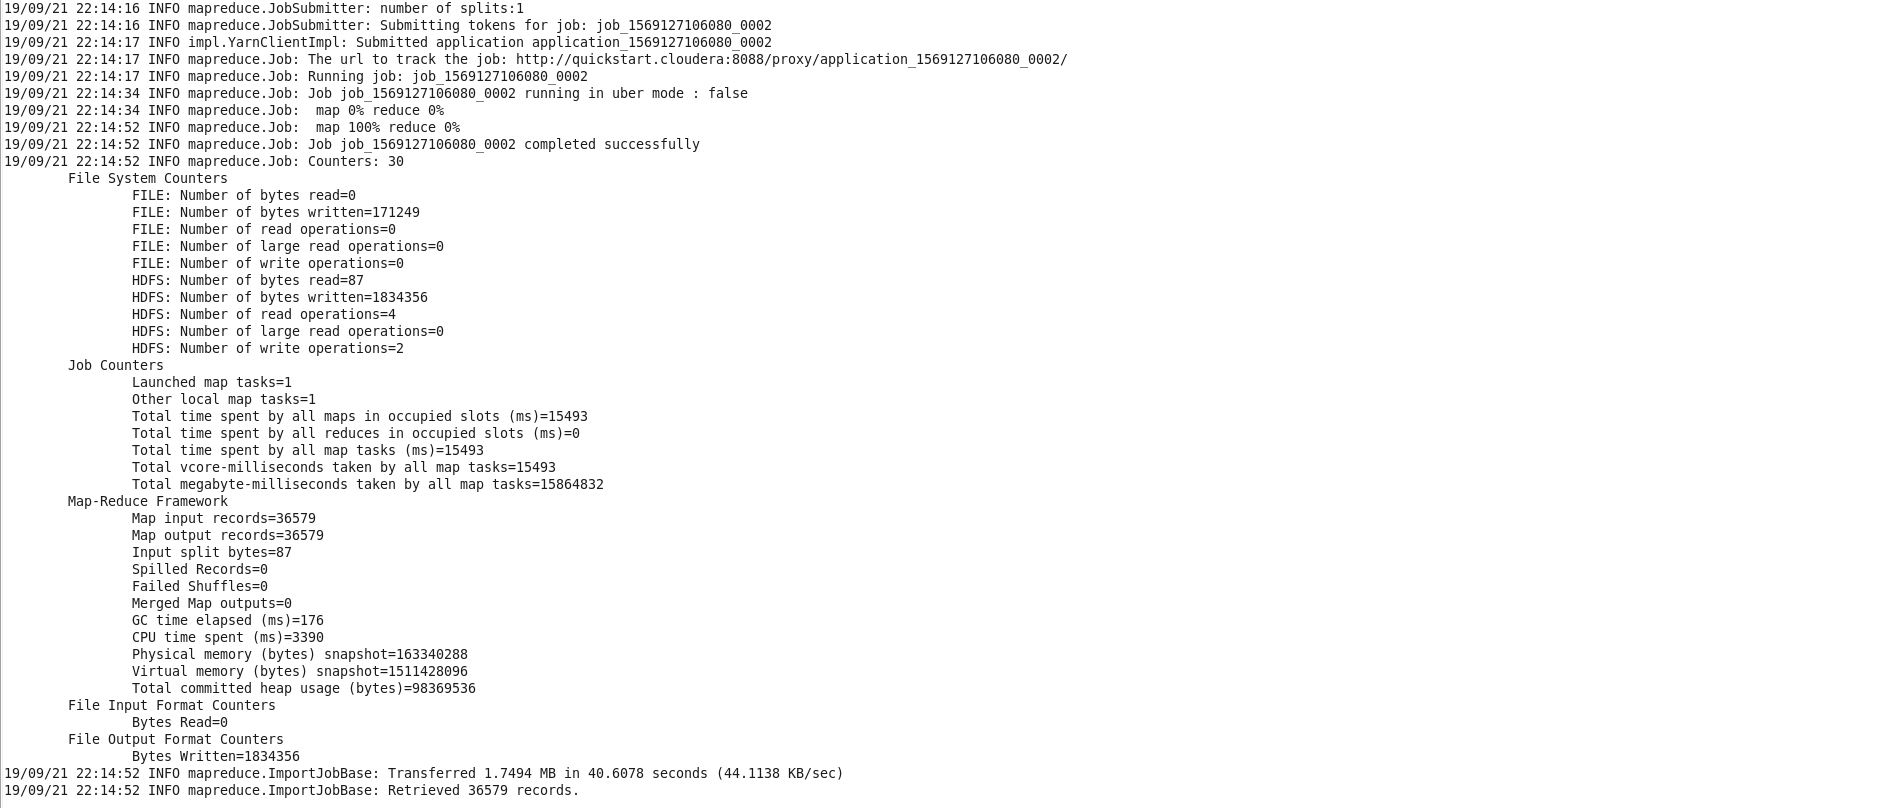 19/09/21 22:14:16 INFO mapreduce.JobSubmitter: number of splits:1
19/09/21 22:14:16 INFO mapreduce.JobSubmitter: Submitting tokens for job: job_1569127106080_0002
19/09/21 22:14:17 INFO impl.YarnClientImpl: Submitted application application_1569127106080_0002
19/09/21 22:14:17 INFO mapreduce.Job: The url to track the job: http://quickstart.cloudera:8088/proxy/application_1569127106080_0002/
19/09/21 22:14:17 INFO mapreduce.Job: Running job: job_1569127106080_0002
19/09/21 22:14:34 INFO mapreduce.Job: Job job_1569127106080_0002 running in uber mode : false
19/09/21 22:14:34 INFO mapreduce.Job:  map 0% reduce 0%
19/09/21 22:14:52 INFO mapreduce.Job:  map 100% reduce 0%
19/09/21 22:14:52 INFO mapreduce.Job: Job job_1569127106080_0002 completed successfully
19/09/21 22:14:52 INFO mapreduce.Job: Counters: 30
File System Counters
FILE: Number of bytes read=0
FILE: Number of bytes written=171249
FILE: Number of read operations=0
FILE: Number of large read operations=0
FILE: Number of write operations=0
HDFS: Number of bytes read=87
HDFS: Number of bytes written=1834356
HDFS: Number of read operations=4
HDFS: Number of large read operations=0
HDFS: Number of write operations=2
Job Counters
Launched map tasks=1
Other local map tasks=1
Total time spent by all maps in occupied slots (ms)=15493
Total time spent by all reduces in occupied slots (ms)=0
Total time spent by all map tasks (ms)=15493
Total vcore-milliseconds taken by all map tasks=15493
Total megabyte-milliseconds taken by all map tasks=15864832
Map-Reduce Framework
Map input records=36579
Map output records=36579
Input split bytes=87
Spilled Records=0
Failed Shuffles=0
Merged Map outputs=0
GC time elapsed (ms)=176
CPU time spent (ms)=3390
Physical memory (bytes) snapshot=163340288
Virtual memory (bytes) snapshot=1511428096
Total committed heap usage (bytes)=98369536
File Input Format Counters
Bytes Read=0
File Output Format Counters
Bytes Written=1834356
19/09/21 22:14:52 INFO mapreduce.ImportJobBase: Transferred 1.7494 MB in 40.6078 seconds (44.1138 KB/sec)
19/09/21 22:14:52 INFO mapreduce.ImportJobBase: Retrieved 36579 records.